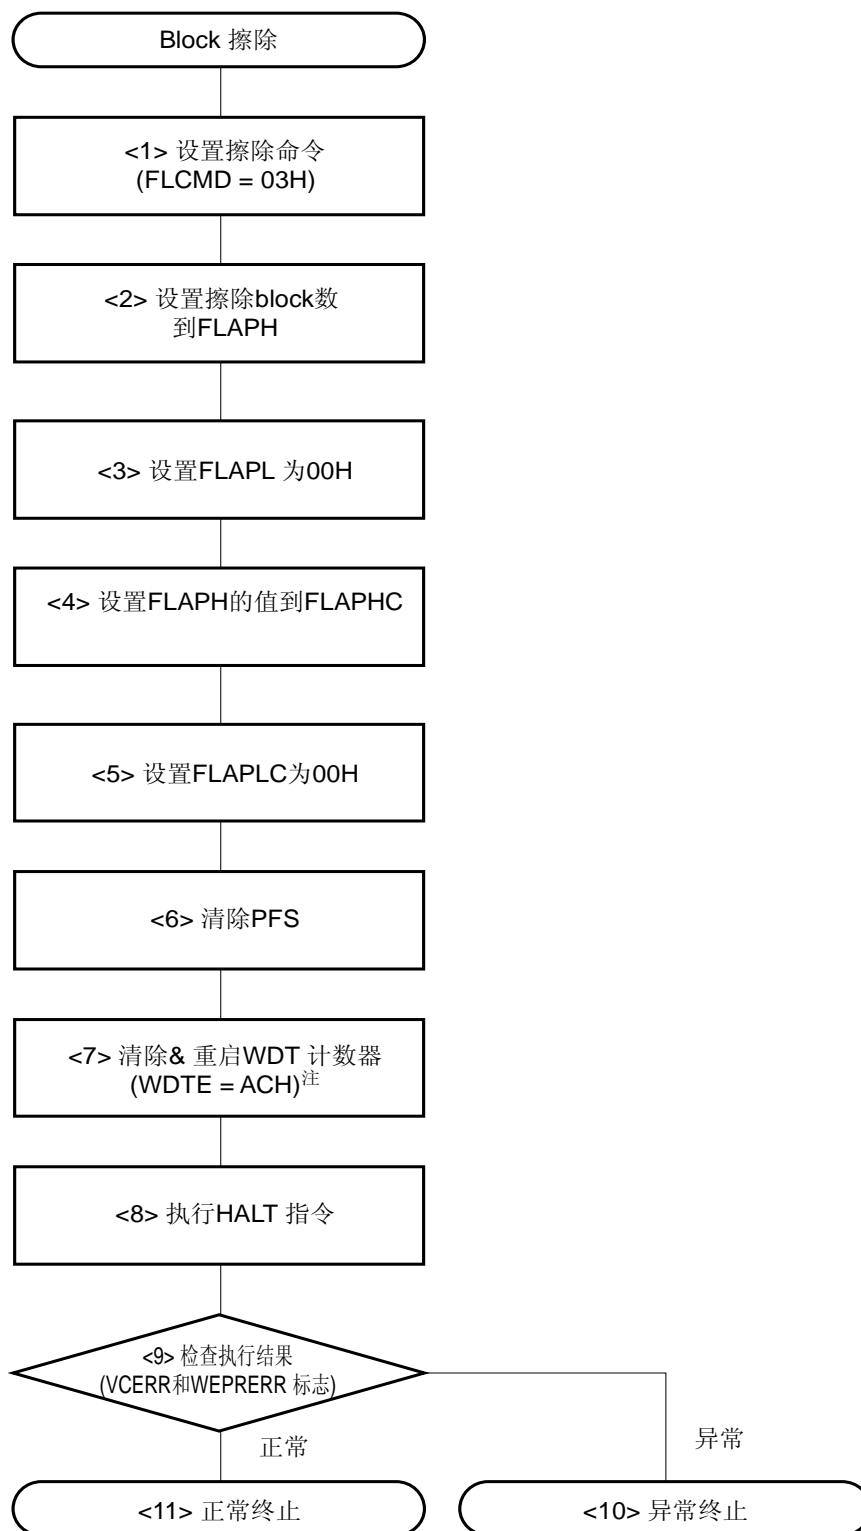 Block 擦除
<1> 设置擦除命令
(FLCMD = 03H)
<2> 设置擦除block数
到FLAPH
<3> 设置FLAPL 为00H
<4> 设置FLAPH的值到FLAPHC
<5> 设置FLAPLC为00H
<6> 清除PFS
<7> 清除& 重启WDT 计数器
(WDTE = ACH)注
<8> 执行HALT 指令
<9> 检查执行结果
(VCERR和WEPRERR 标志)
正常
异常
<11> 正常终止
<10> 异常终止